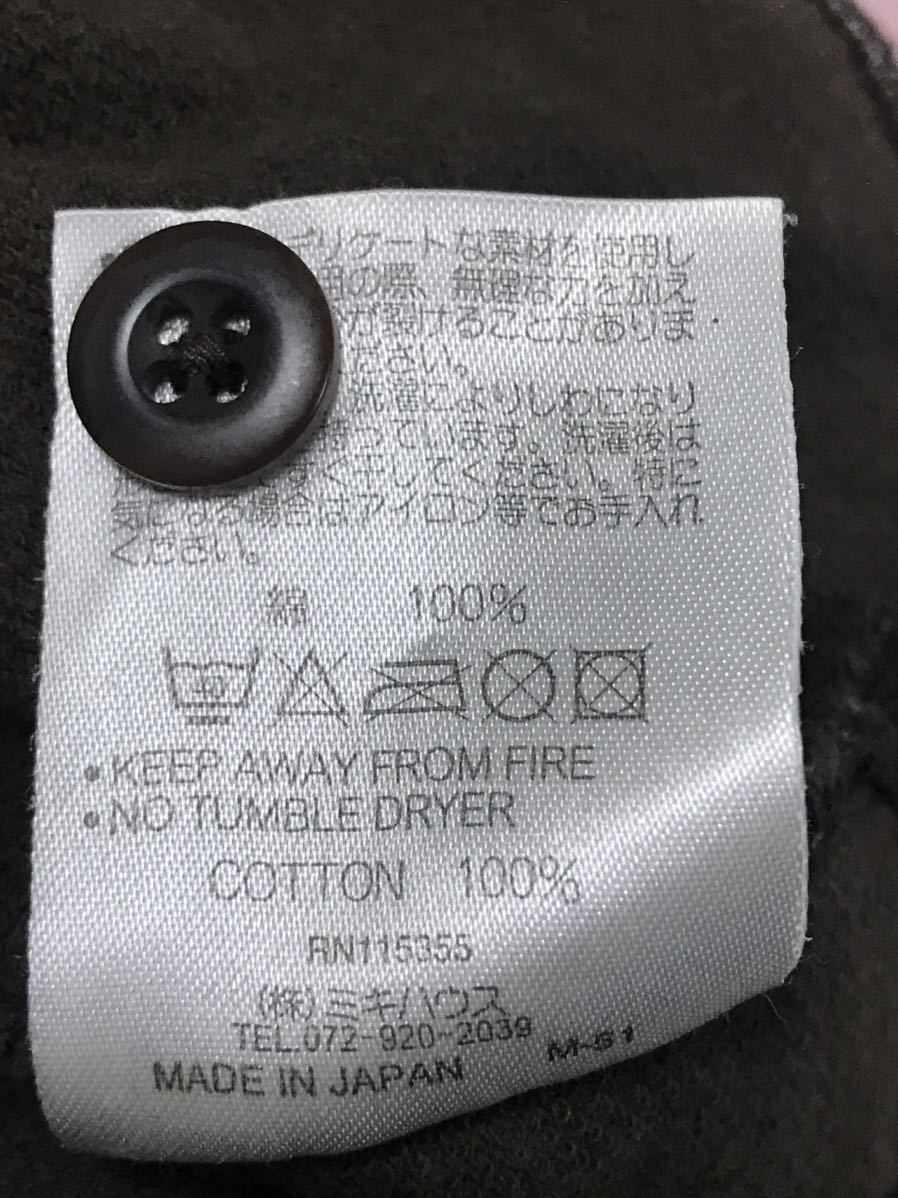 デリケートな素材を使用し
の際、無理な力を加え
が裂けることがありま
ださい。
洗濯によりしわになり
持っています。洗濯後は
すぐ干してください。特に
気になる場合はアイロン等でお手入れ
ください。
綿 100%
40
•KEEP AWAY FROM FIRE
•NO TUMBLE DRYER
COTTON 100%
RN115355
(株)ミキハウス
TEL.072-920-2039
M-51
MADE IN JAPAN